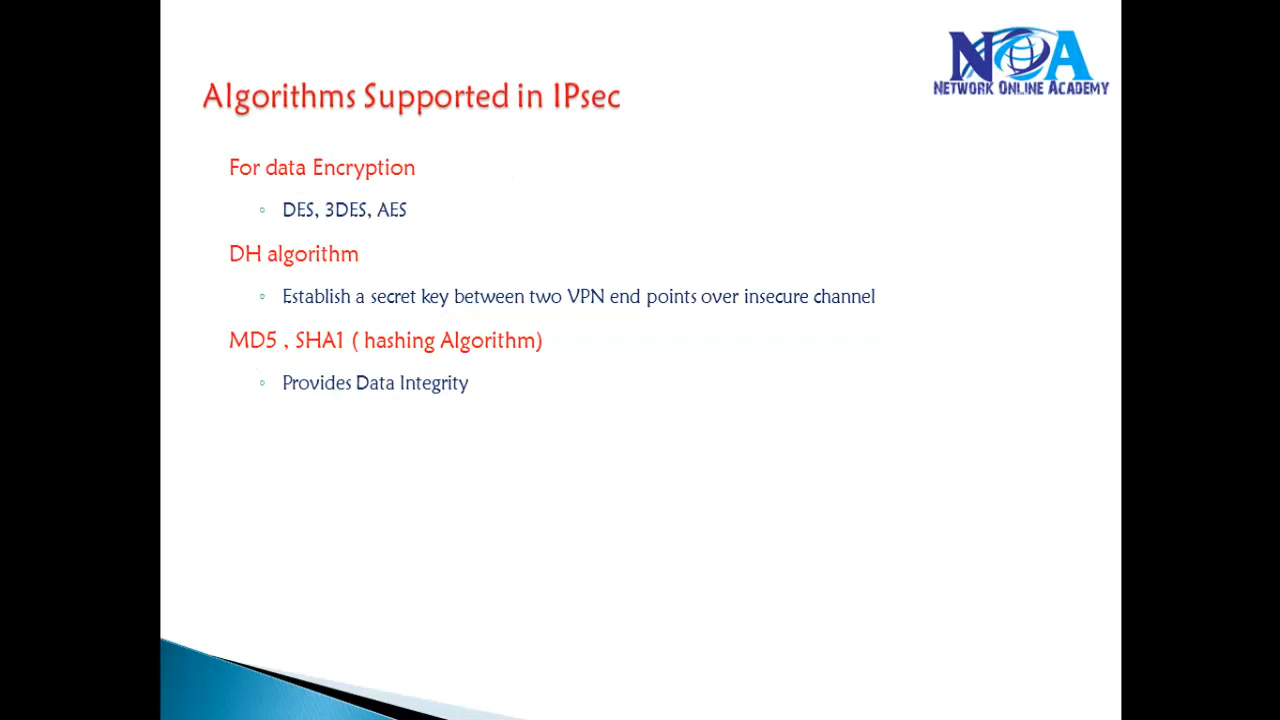 NOA
NETWORK ONLINE ACADEMY
Algorithms Supported in IPsec
For data Encryption
◦ DES, 3DES, AES
DH algorithm
◦ Establish a secret key between two VPN end points over insecure channel
MD5 , SHA1 ( hashing Algorithm)
◦ Provides Data Integrity